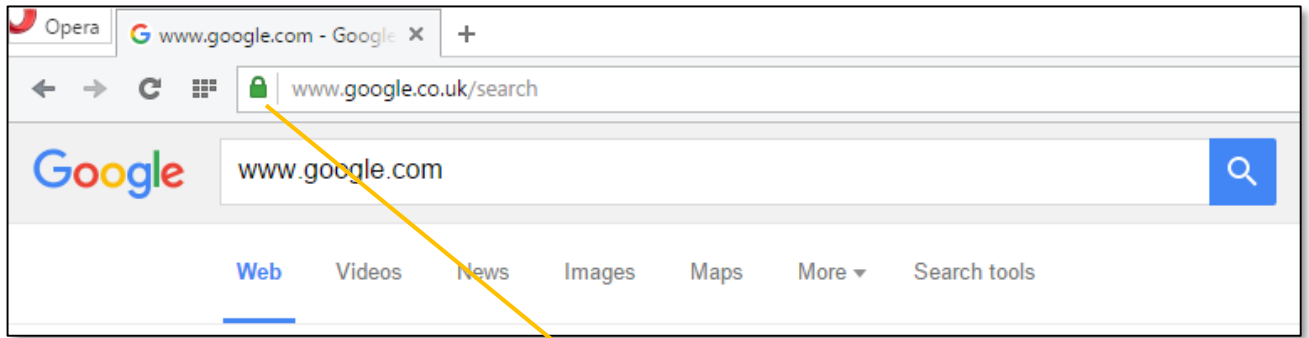 Opera
www.google.com - Google
www.google.co.uk/search
Google
www.google.com
Web Videos News Images Maps More Search tools